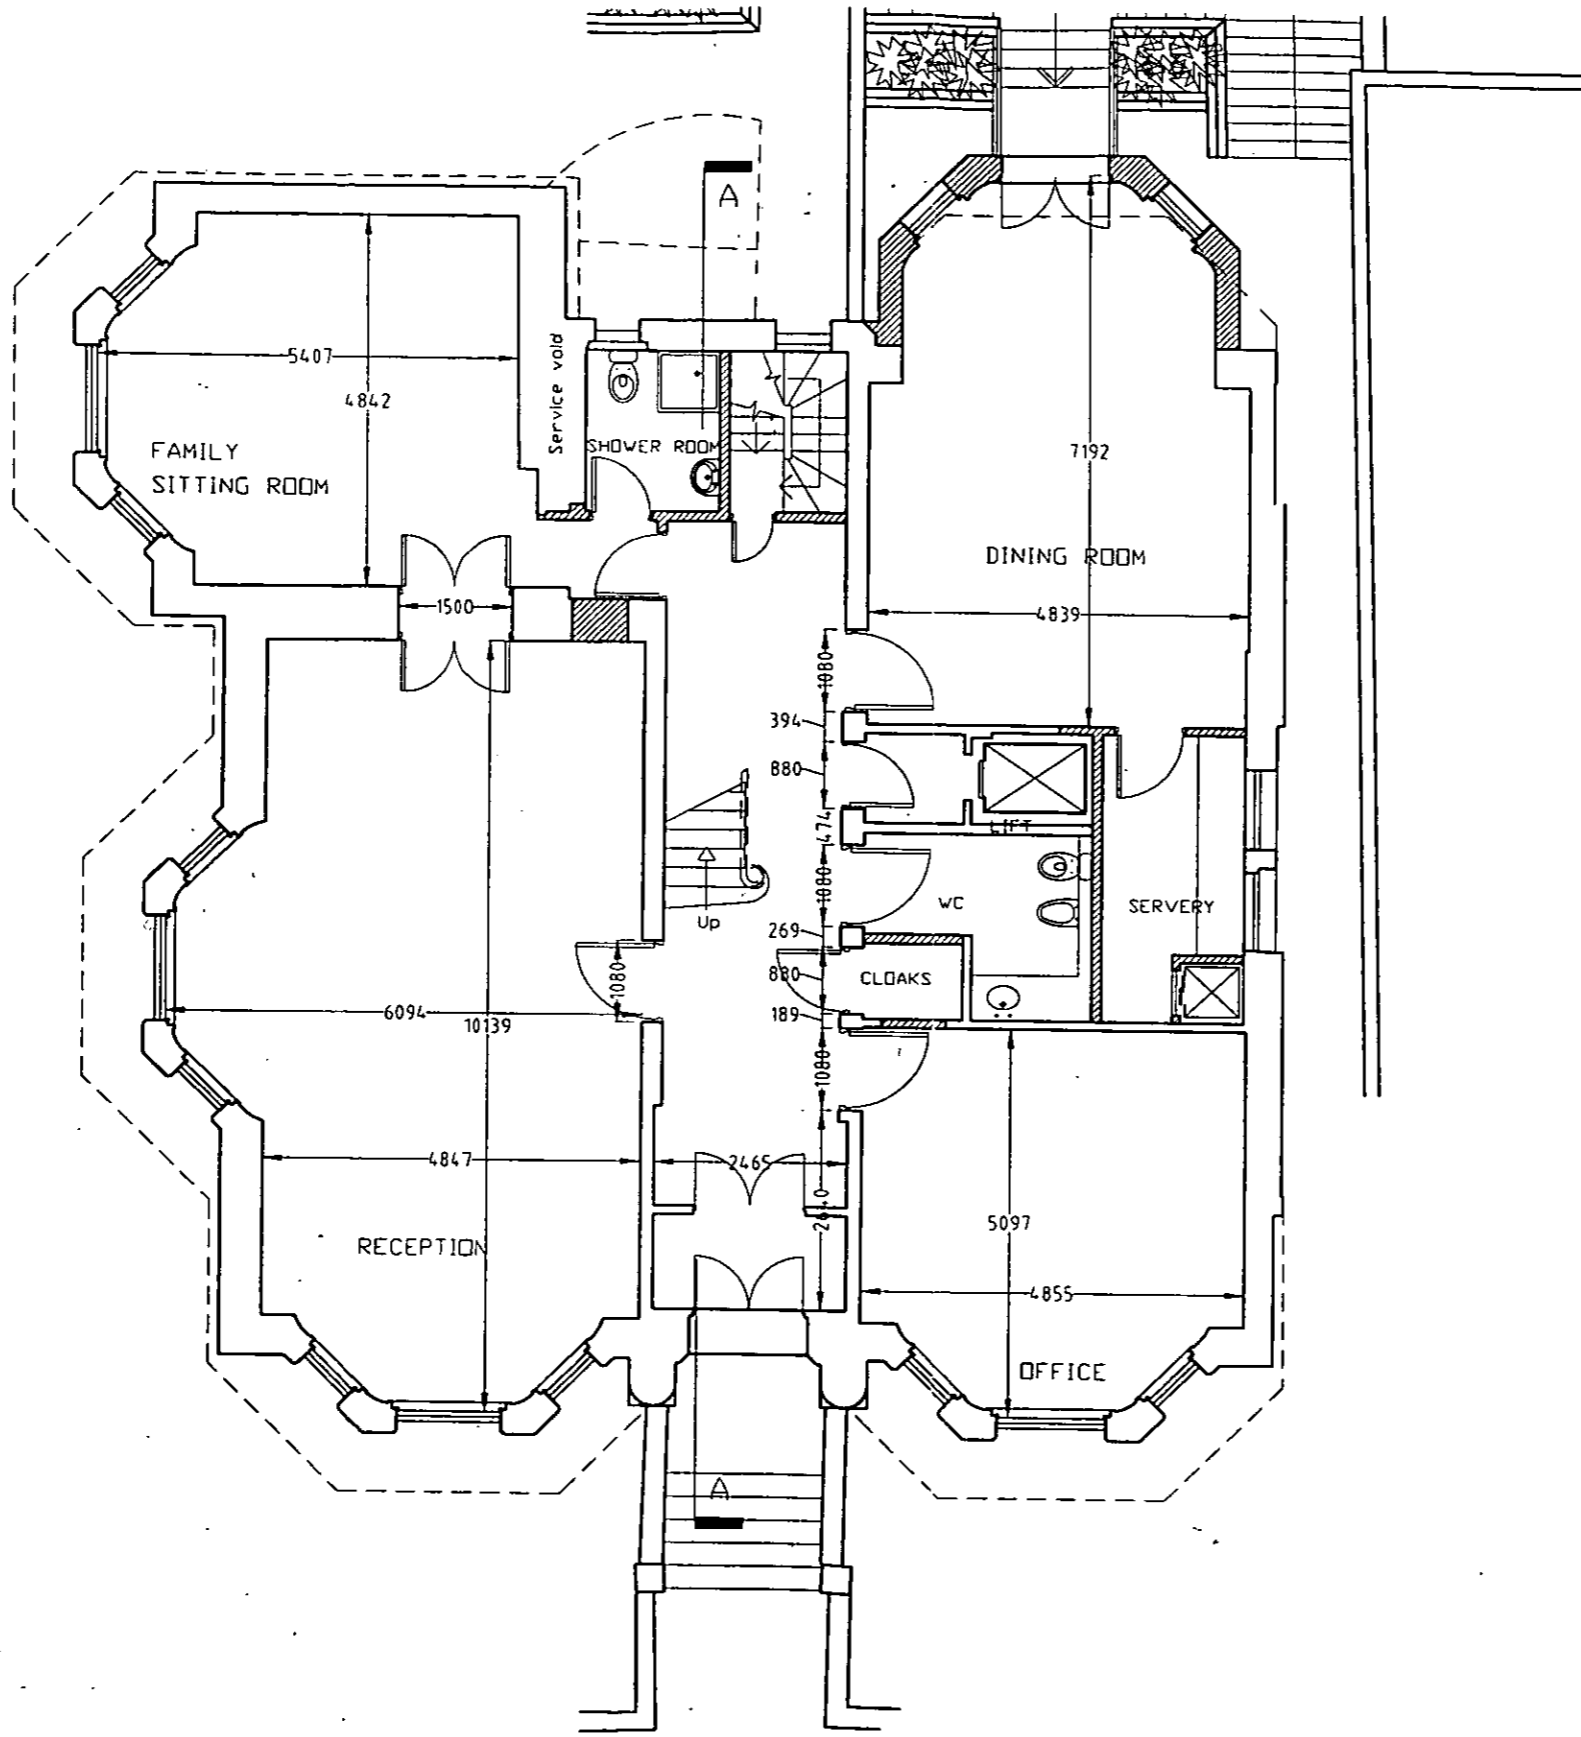 A
5407
4842
Service void
SHOWER ROOM
FAMILY
SITTING ROOM
7192
DINING ROOM
1500
4839
1080
394
880
474
LIFT
1080
WC
SERVERY
Up
269
1080
880
CLOAKS
6094
10139
189
1080
4847
2465
5097
RECEPTION
4855
OFFICE
A